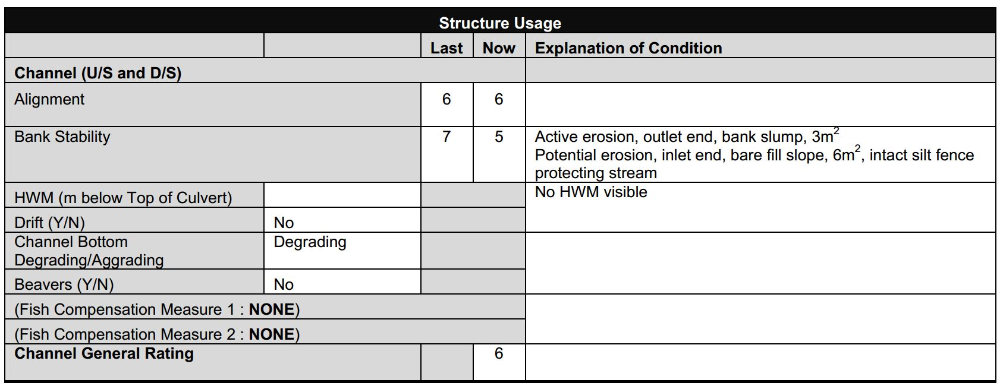 Structure Usage
Last Now Explanation of Condition
Channel (U/S and D/S)
Alignment 6 6
Bank Stability 7 5 Active erosion, outlet end, bank slump, 3m²
Potential erosion, inlet end, bare fill slope, 6m², intact silt fence
protecting stream
HWM (m below Top of Culvert) No HWM visible
Drift (Y/N) No
Channel Bottom Degrading
Degrading/Aggrading
Beavers (Y/N) No
(Fish Compensation Measure 1 : NONE)
(Fish Compensation Measure 2 : NONE)
Channel General Rating 6